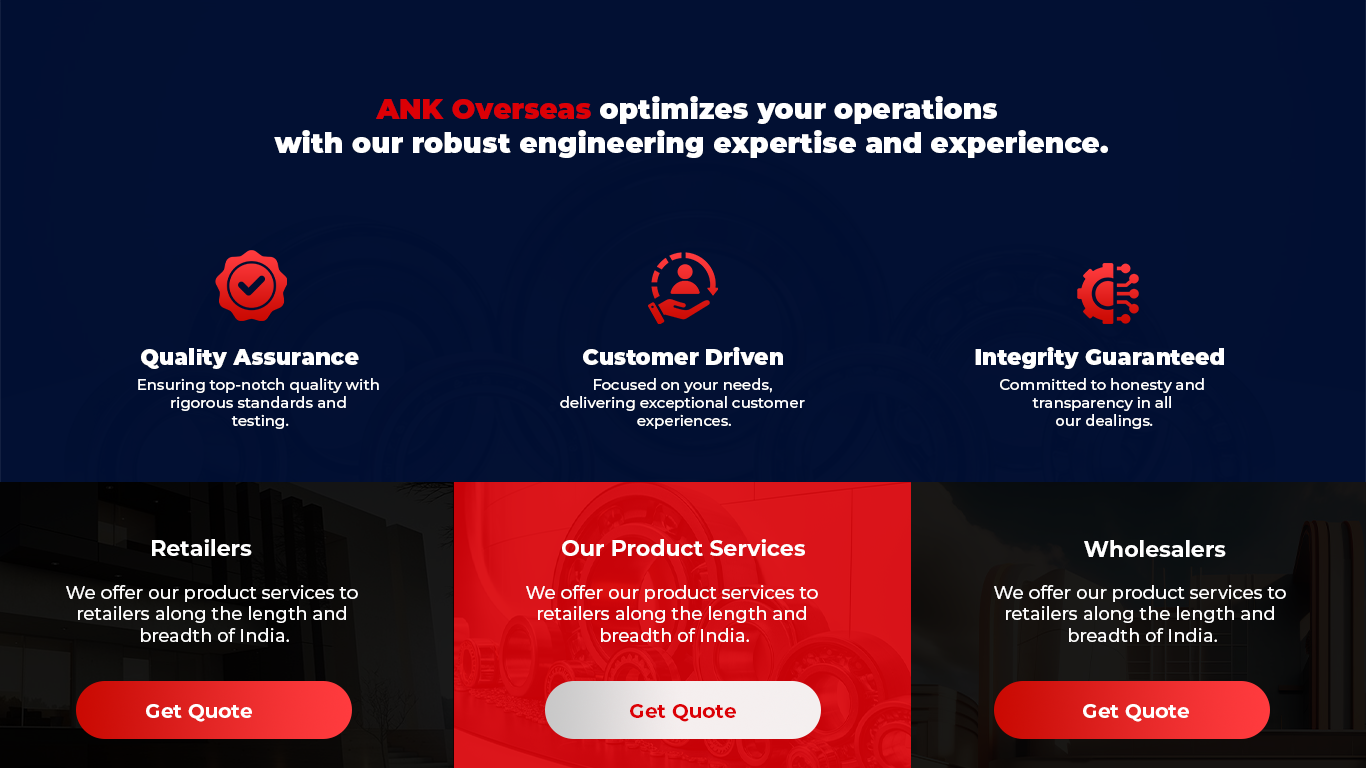 ANK Overseas optimizes your operations
with our robust engineering expertise and experience.
Quality Assurance
Ensuring top-notch quality with
rigorous standards and
testing.
Customer Driven
Focused on your needs,
delivering exceptional customer
experiences.
Integrity Guaranteed
Committed to honesty and
transparency in all
our dealings.
Retailers
We offer our product services to
retailers along the length and
breadth of India.
Get Quote
Our Product Services
We offer our product services to
retailers along the length and
breadth of India.
Get Quote
Wholesalers
We offer our product services to
retailers along the length and
breadth of India.
Get Quote